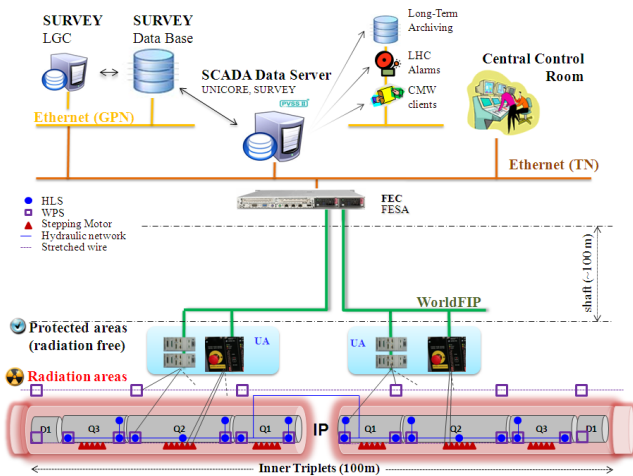 SURVEY
LGC
SURVEY
Data Base
SCADA Data Server
UNICORE, SURVEY
PVSS II
Long-Term
Archiving
LHC
Alarms
CMW
clients
Central Control
Room
Ethernet (GPN)
Ethernet (TN)
HLS
WPS
Stepping Motor
Hydraulic network
Stretched wire
FEC
FESA
shaft (~100 m)
WorldFIP
Protected areas
(radiation free)
UA
UA
Radiation areas
D1
Q3
Q2
Q1
IP
Q1
Q2
Q3
D1
Inner Triplets (100m)